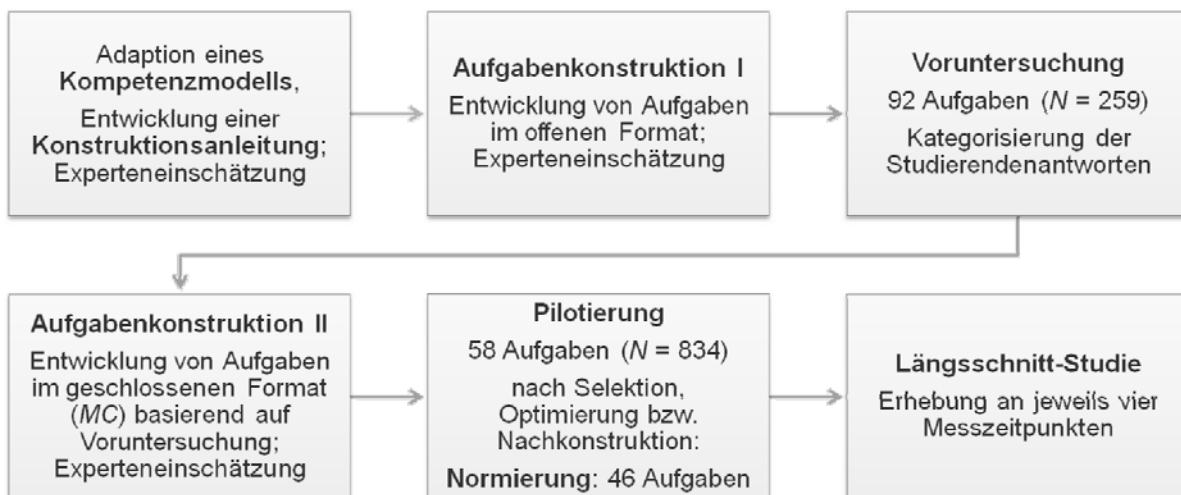 Adaption eines
Kompetenzmodells,
Entwicklung einer
Konstruktionsanleitung;
Experteneinschätzung
Aufgabenkonstruktion I
Entwicklung von Aufgaben
im offenen Format;
Experteneinschätzung
Voruntersuchung
92 Aufgaben (N = 259)
Kategorisierung der
Studierendenantworten
Aufgabenkonstruktion II
Entwicklung von Aufgaben
im geschlossenen Format
(MC) basierend auf
Voruntersuchung;
Experteneinschätzung
Pilotierung
58 Aufgaben (N = 834)
nach Selektion,
Optimierung bzw.
Nachkonstruktion:
Normierung: 46 Aufgaben
Längsschnitt-Studie
Erhebung an jeweils vier
Messzeitpunkten